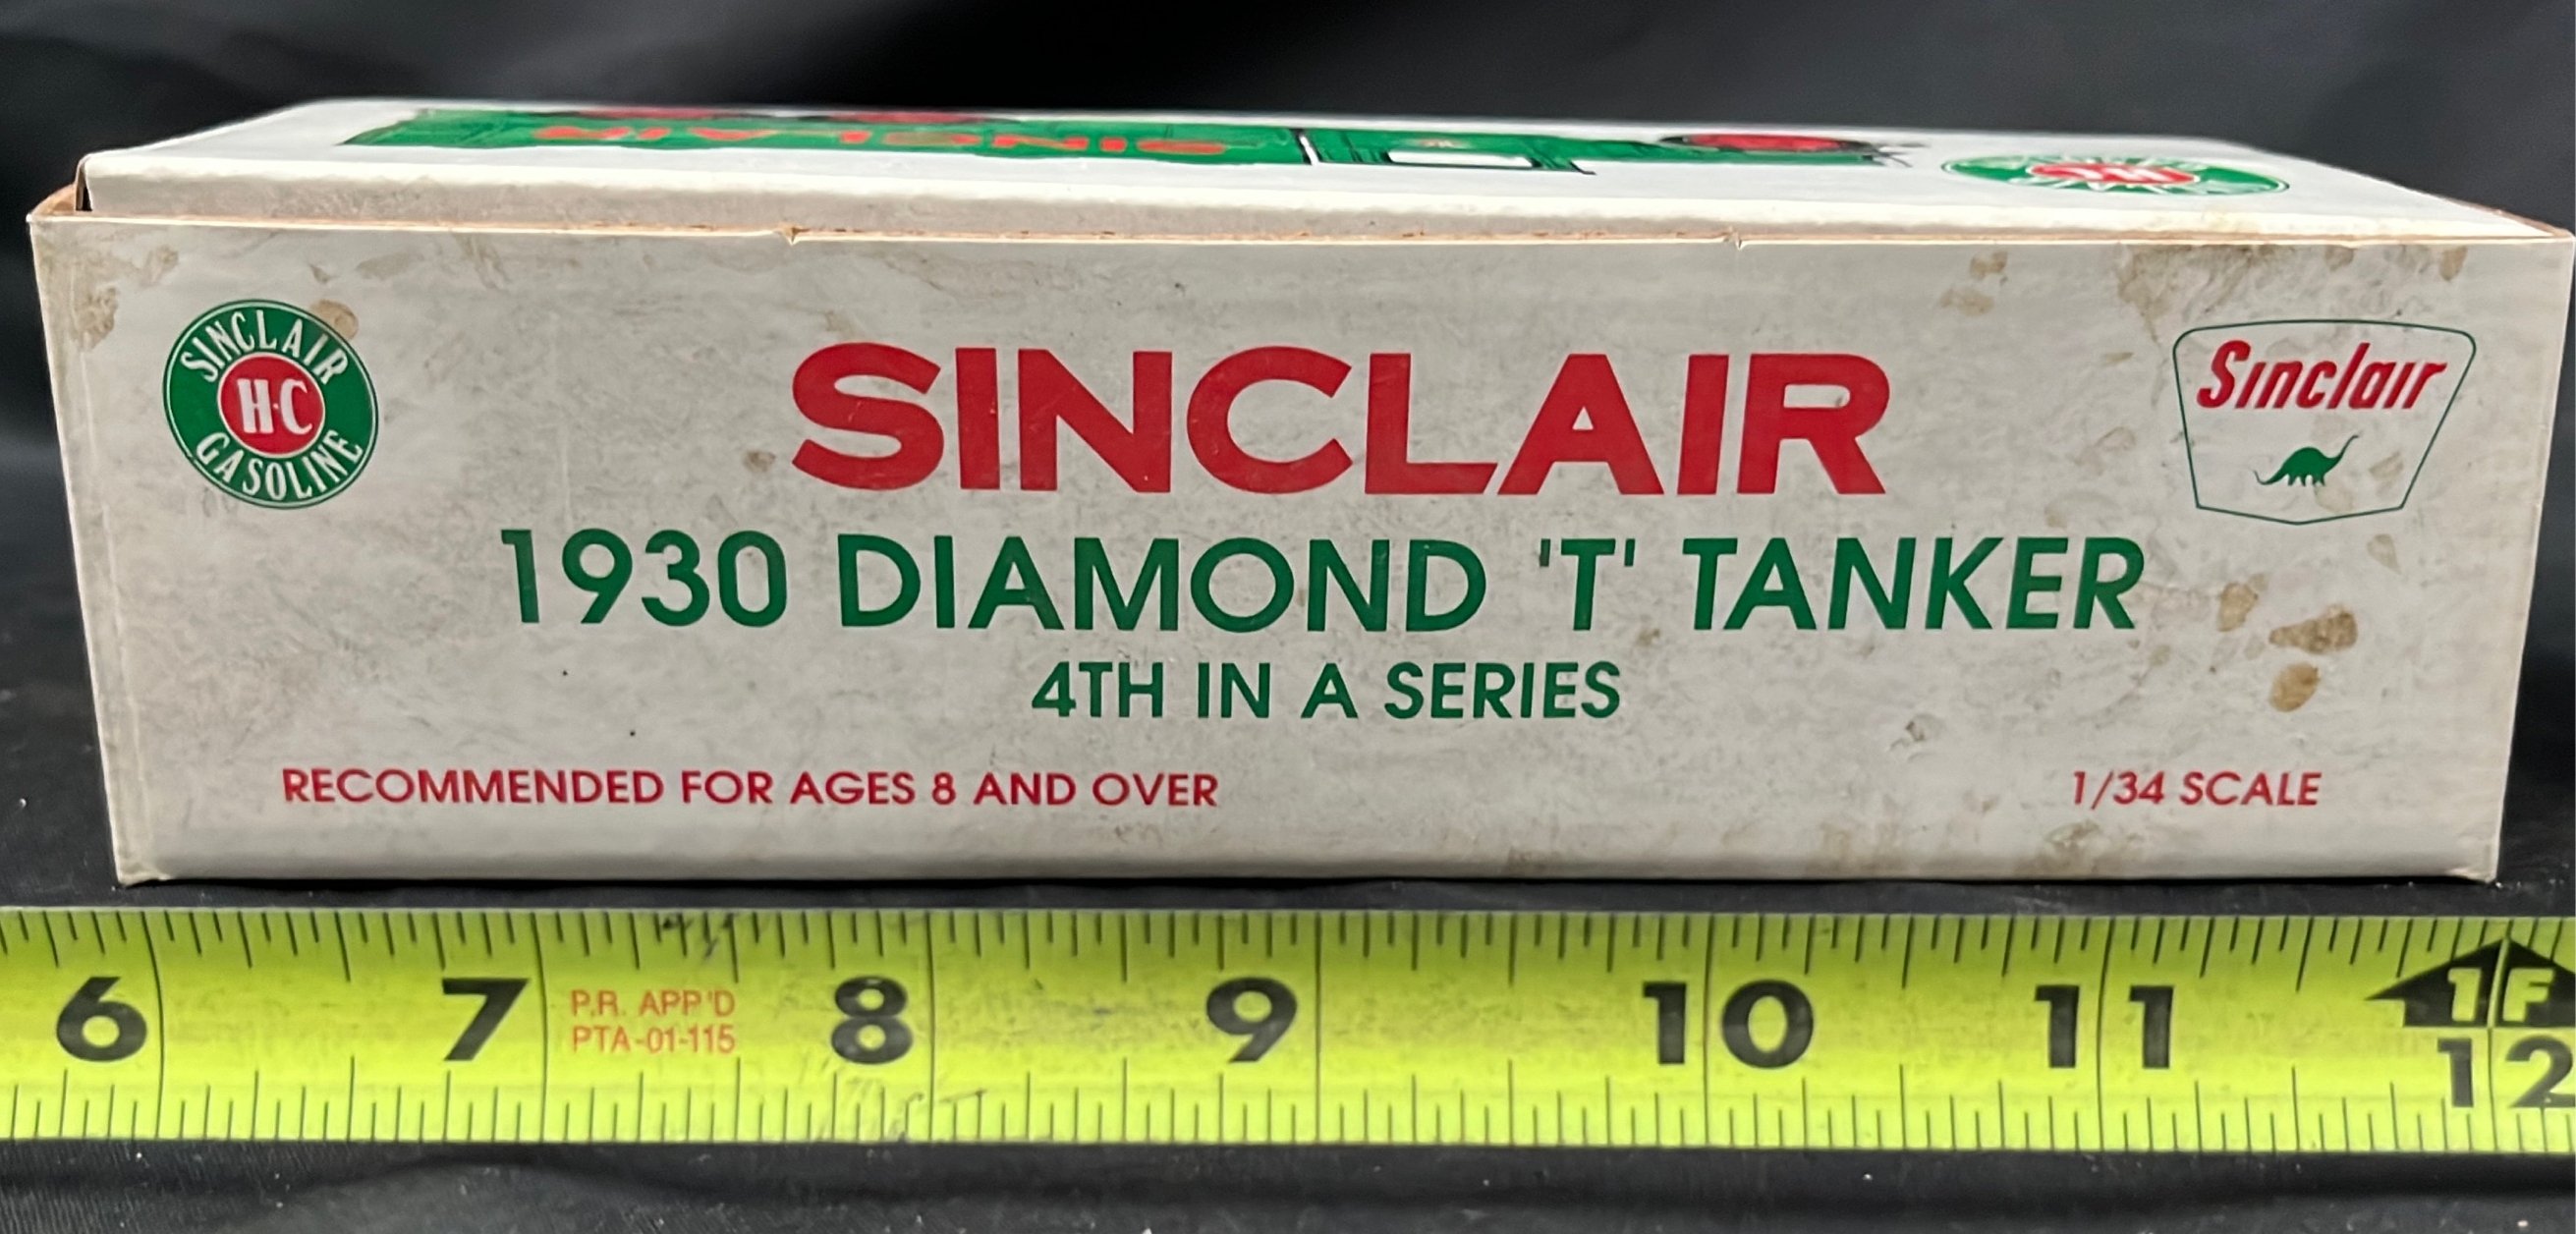 SINCLAIR
SINCLAIR
H·C
GASOLINE
SINCLAIR
Sinclair
1930 DIAMOND 'T' TANKER
4TH IN A SERIES
RECOMMENDED FOR AGES 8 AND OVER
1/34 SCALE
6 7 8 9 10 11 1F
P.R. APP'D
PTA-01-115
12